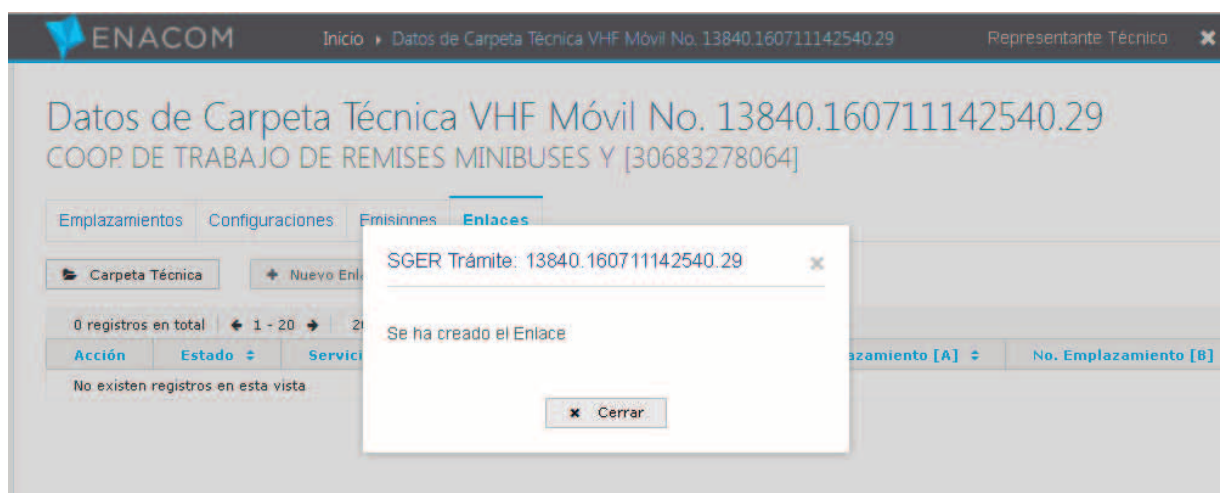 ENACOM Inicio Datos de Carpeta Técnica VHF Móvil No. 13840.160711142540.29 Representante Técnico
Datos de Carpeta Técnica VHF Móvil No. 13840.160711142540.29
COOP. DE TRABAJO DE REMISES MINIBUSES Y [30683278064]
Emplazamientos Configuraciones Emisiones Enlaces
SGER Trámite: 13840.160711142540.29
Carpeta Técnica + Nuevo Enl
0 registros en total 1 - 20
Se ha creado el Enlace
Acción Estado Servici azamiento [A] No. Emplazamiento [B]
No existen registros en esta vista
Cerrar